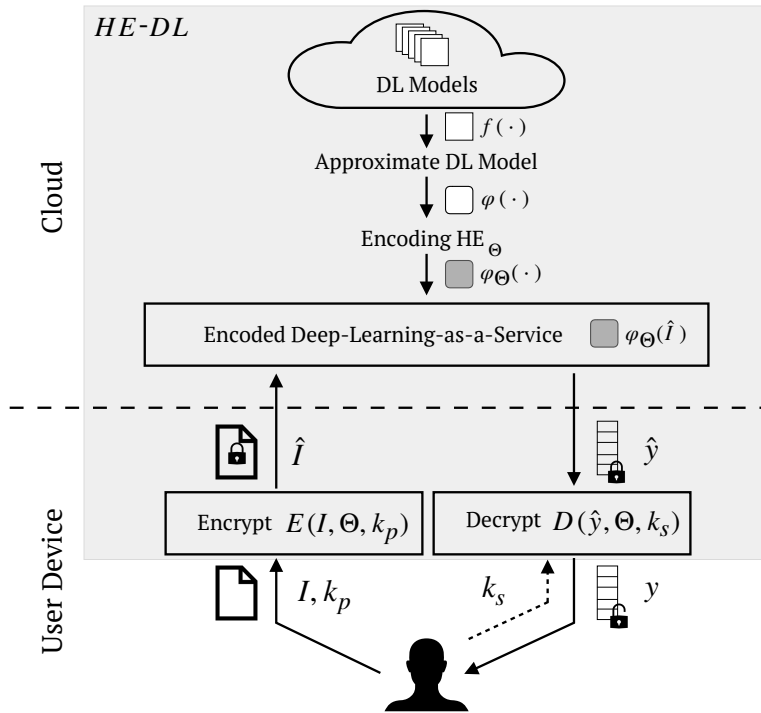 HE-DL
DL Models
f(·)
Approximate DL Model
φ(·)
Encoding HE_Θ
φ_Θ(·)
Encoded Deep-Learning-as-a-Service φ_Θ(Î)
Cloud
Î
ŷ
Encrypt E(I, Θ, k_p)
Decrypt D(ŷ, Θ, k_s)
User Device
I, k_p
k_s
y